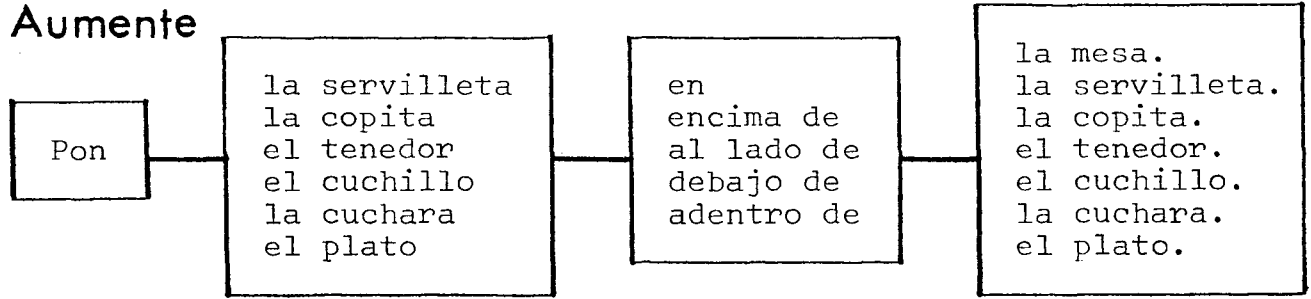 Aumente
Pon
la servilleta
la copita
el tenedor
el cuchillo
la cuchara
el plato
en
encima de
al lado de
debajo de
adentro de
la mesa.
la servilleta.
la copita.
el tenedor.
el cuchillo.
la cuchara.
el plato.